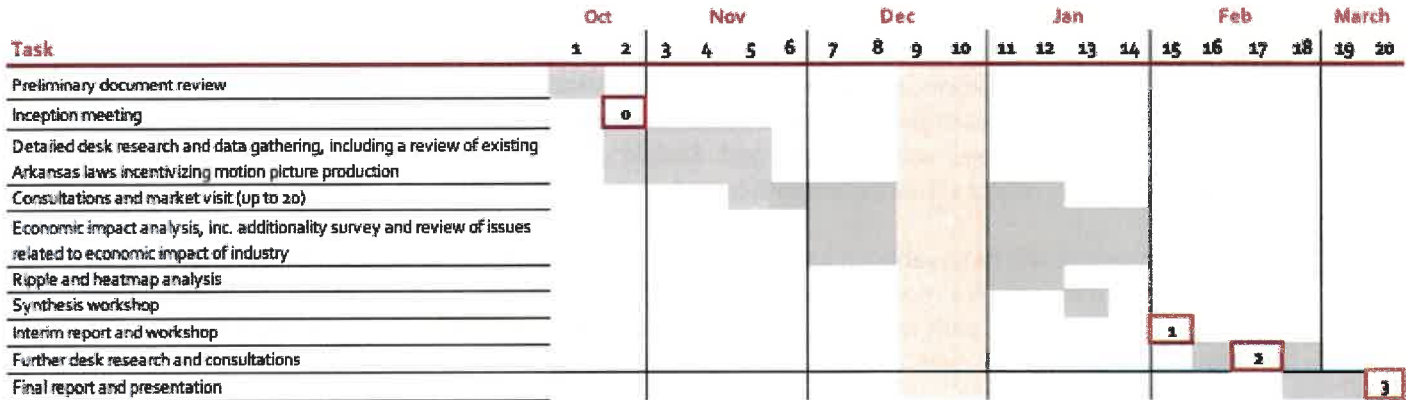 Oct Nov Dec Jan Feb March
Task 1 2 3 4 5 6 7 8 9 10 11 12 13 14 15 16 17 18 19 20
Preliminary document review
Inception meeting 0
Detailed desk research and data gathering, including a review of existing
Arkansas laws incentivizing motion picture production
Consultations and market visit (up to 20)
Economic impact analysis, inc. additionality survey and review of issues
related to economic impact of industry
Ripple and heatmap analysis
Synthesis workshop
Interim report and workshop 1
Further desk research and consultations 2
Final report and presentation 3